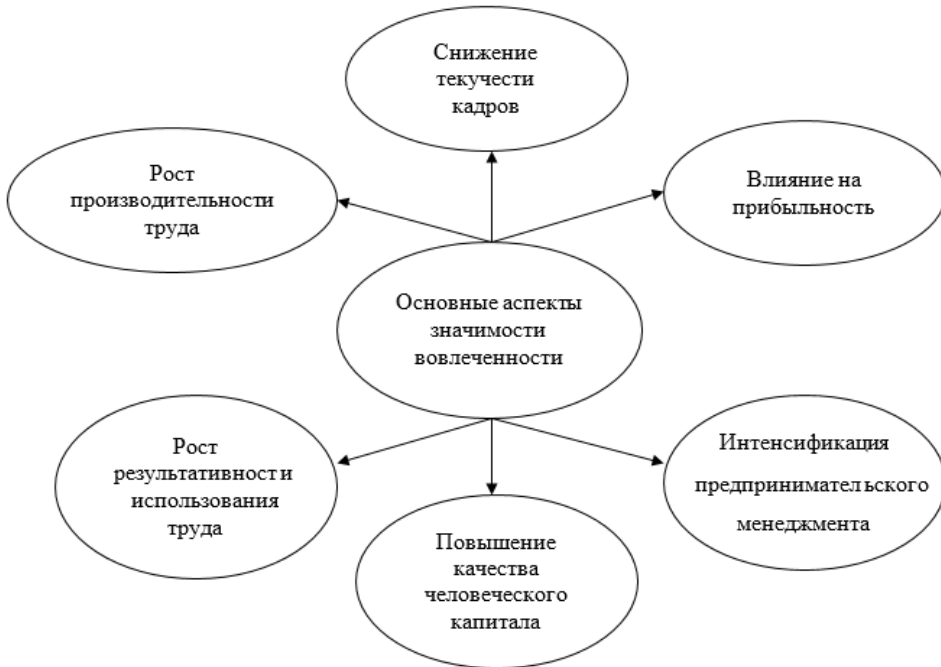 Снижение
текучести
кадров
Рост
производительности
труда
Влияние на
прибыльность
Основные аспекты
значимости
вовлеченности
Рост
результативност и
использования
труда
Интенсификация
предпринимательского
менеджмента
Повышение
качества
человеческого
капитала